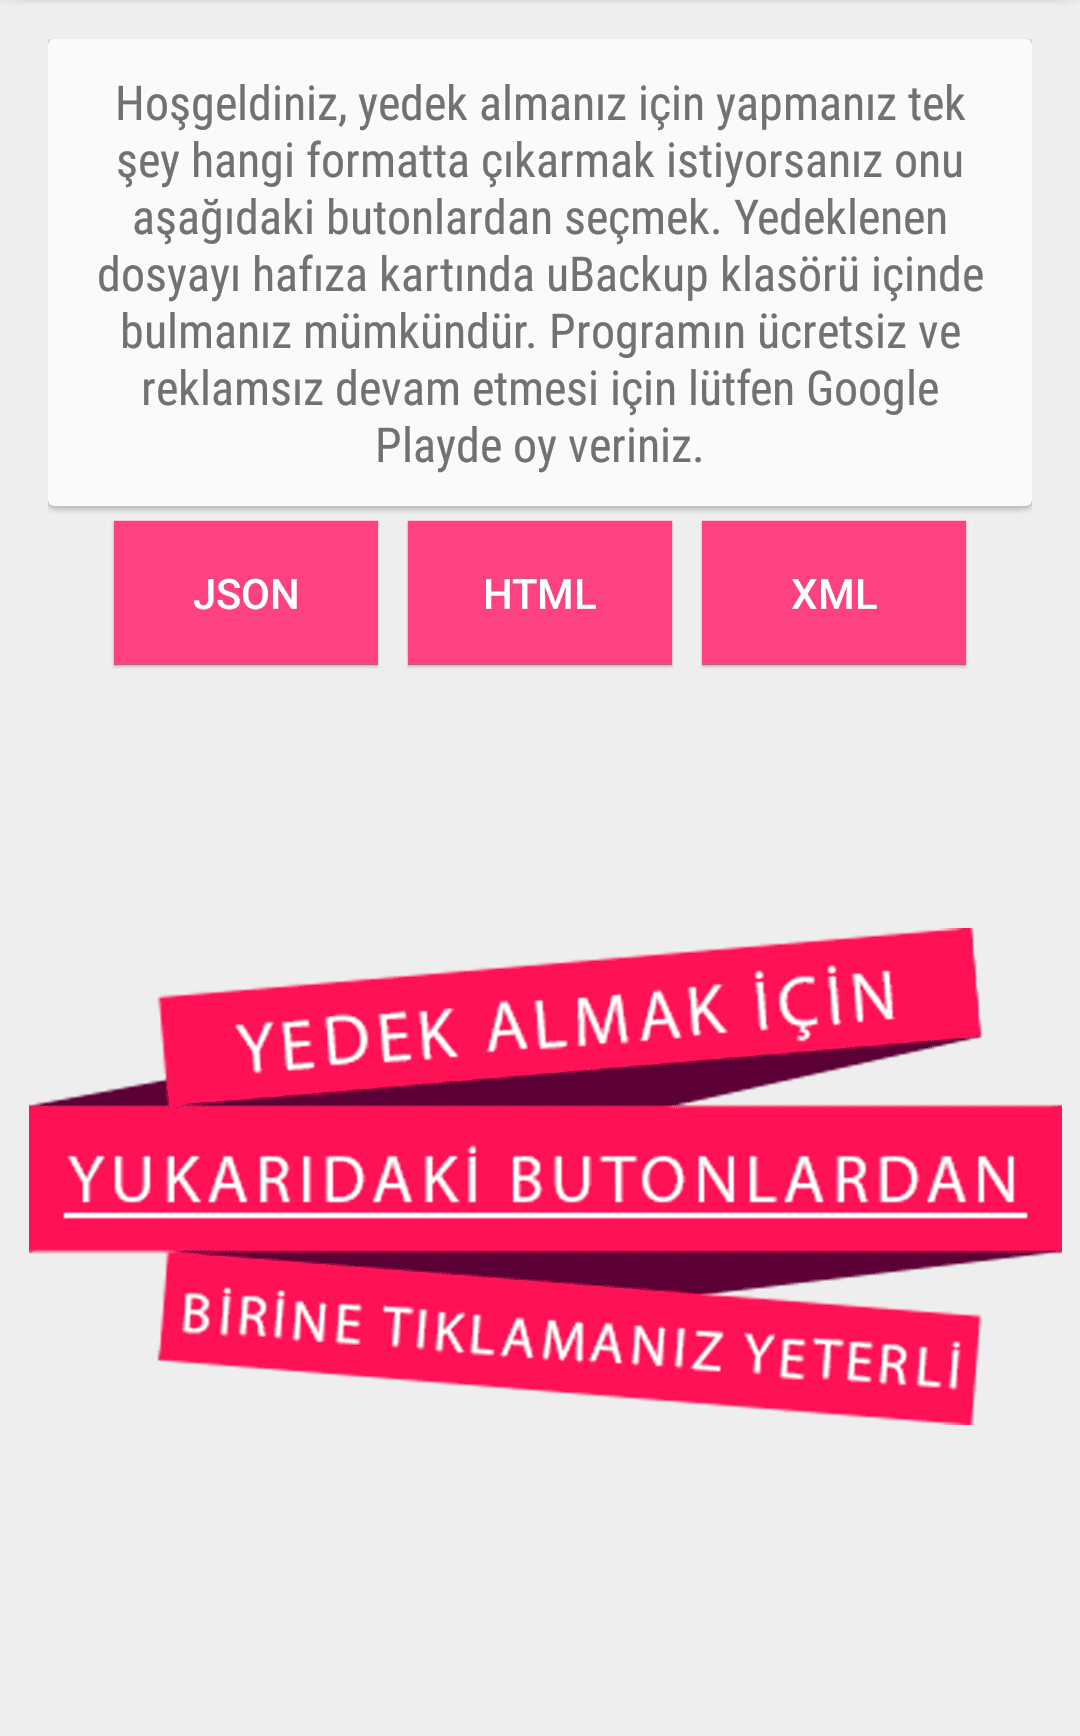 Hoşgeldiniz, yedek almanız için yapmanız tek
şey hangi formatta çıkarmak istiyorsanız onu
aşağıdaki butonlardan seçmek. Yedeklenen
dosyayı hafıza kartında uBackup klasörü içinde
bulmanız mümkündür. Programın ücretsiz ve
reklamsız devam etmesi için lütfen Google
Playde oy veriniz.
JSON HTML XML
YEDEK ALMAK İÇİN
YUKARIDAKİ BUTONLARDAN
BİRİNE TIKLAMANIZ YETERLİ